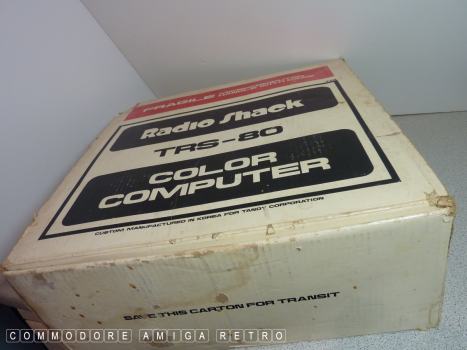 FRAGILE
Radio Shack
TRS-80
COLOR
COMPUTER
CUSTOM MANUFACTURED IN KOREA FOR TANDY CORPORATION
SAVE THIS CARTON FOR TRANSIT
COMMODORE AMIGA RETRO